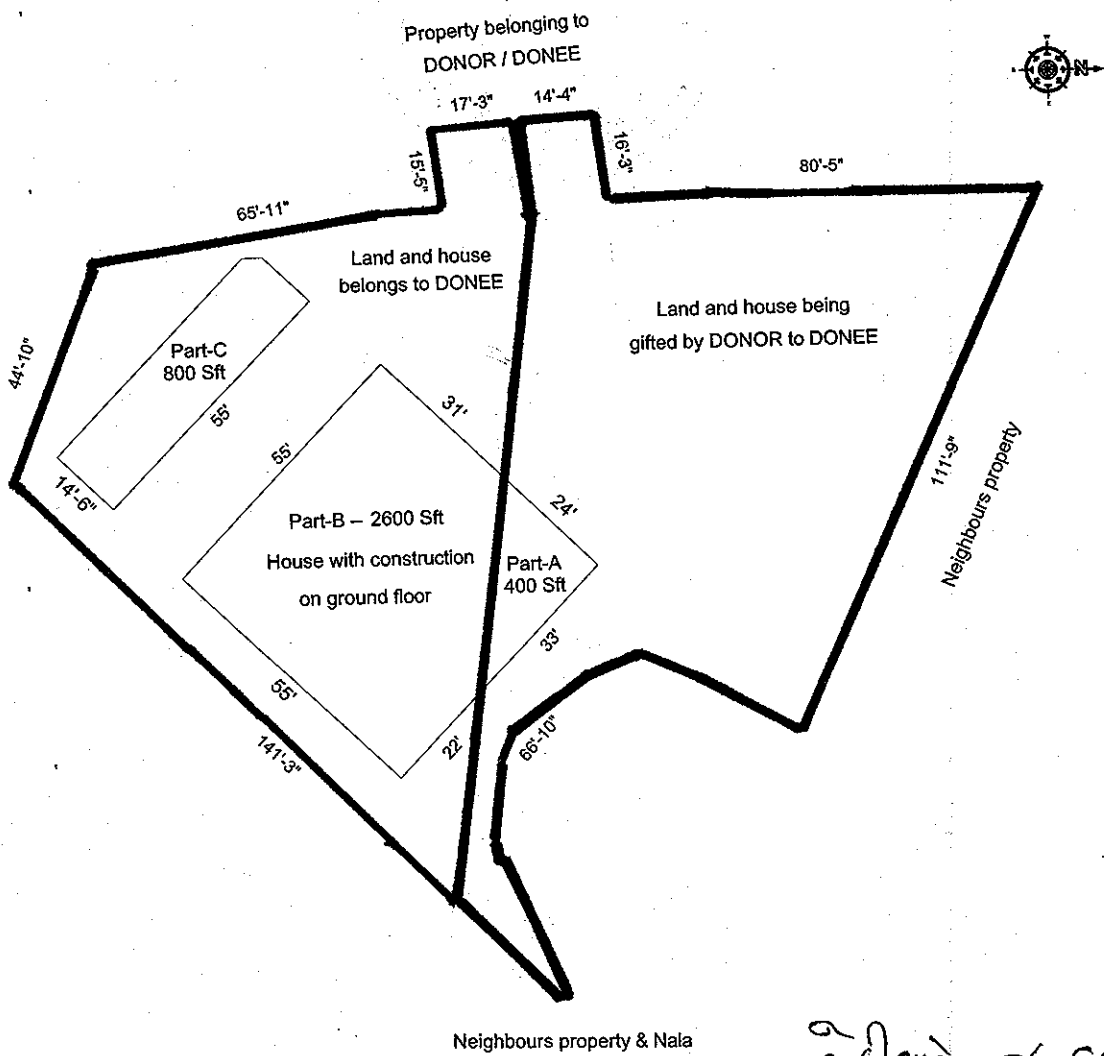 Property belonging to
DONOR / DONEE
N
17'-3"
14'-4"
15'-5"
16'-3"
80'-5"
65'-11"
Land and house
belongs to DONEE
Land and house being
gifted by DONOR to DONEE
44'-10"
Part-C
800 Sft
55'
14'-6"
31'
55'
24'
Part-B – 2600 Sft
House with construction
on ground floor
Part-A
400 Sft
33'
55'
22'
66'-10"
141'-3"
111'-9"
Neighbours property
Neighbours property & Nala